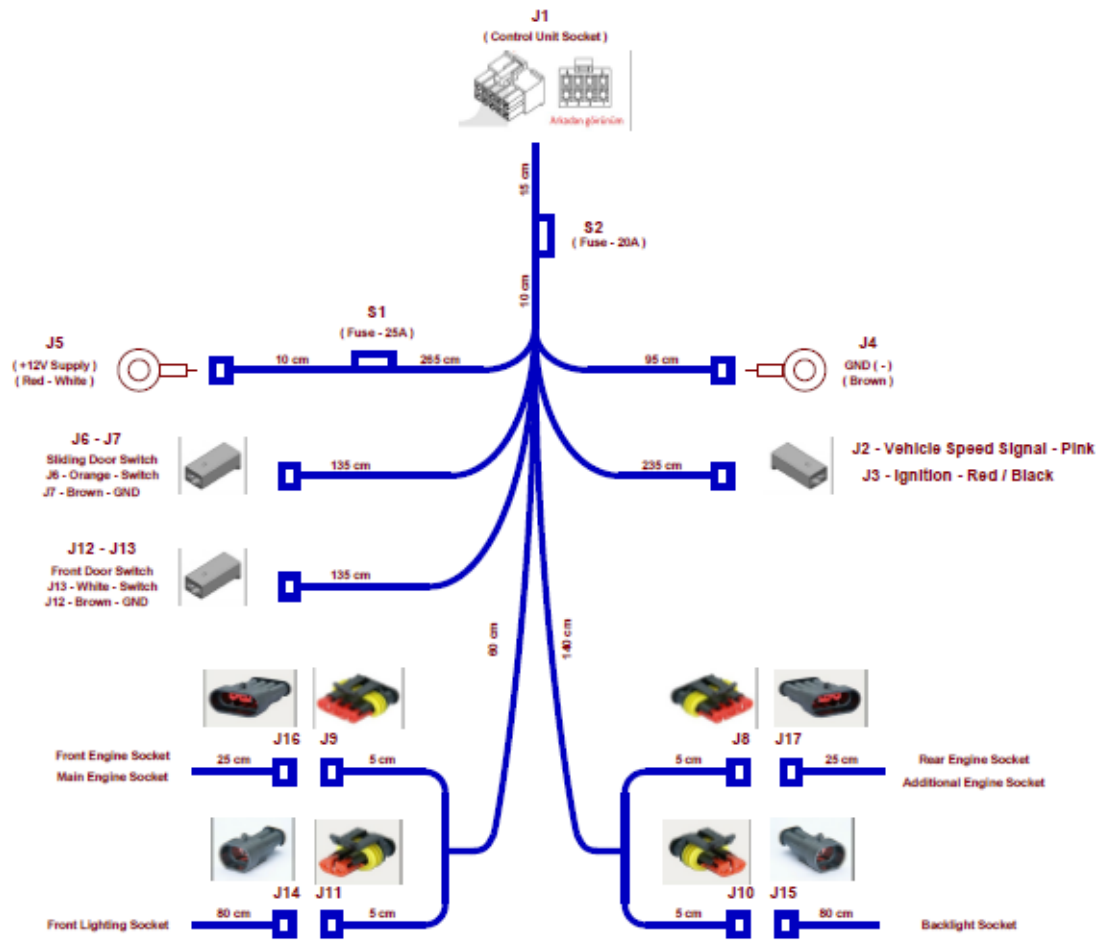 J1
( Control Unit Socket )
Arkadan görünüm
15 cm
S2
( Fuse - 20A )
10 cm
S1
( Fuse - 25A )
J5
( +12V Supply )
( Red - White )
10 cm
265 cm
95 cm
J4
GND ( - )
( Brown )
J6 - J7
Sliding Door Switch
J6 - Orange - Switch
J7 - Brown - GND
135 cm
235 cm
J2 - Vehicle Speed Signal - Pink
J3 - Ignition - Red / Black
J12 - J13
Front Door Switch
J13 - White - Switch
J12 - Brown - GND
135 cm
60 cm
140 cm
J16
J9
J8
J17
Front Engine Socket
Main Engine Socket
25 cm
5 cm
5 cm
25 cm
Rear Engine Socket
Additional Engine Socket
J14
J11
J10
J15
Front Lighting Socket
80 cm
5 cm
5 cm
80 cm
Backlight Socket